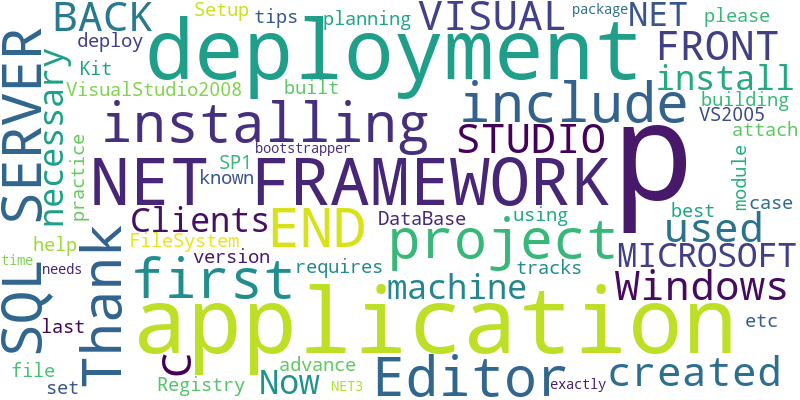 BACK
Setup
tips
planning
VISUAL
NET
package
please
deploy
deployment
FRONT
Kit
VisualStudio2008
built
include
install
SERVER
necessary
installing
building
VS2005
STUDIO
attach
bootstrapper
p
SP1
known
NET FRAMEWORK
practice
module
case
Clients
DataBase
using
best
used
END
FileSystem
project
help
version
requires
tracks
MICROSOFT
time
needs
SQL
Thank
first
machine
Windows
application
last
etc
C
advance
file
set
Registry
Now
NET3
Editor
exactly
created